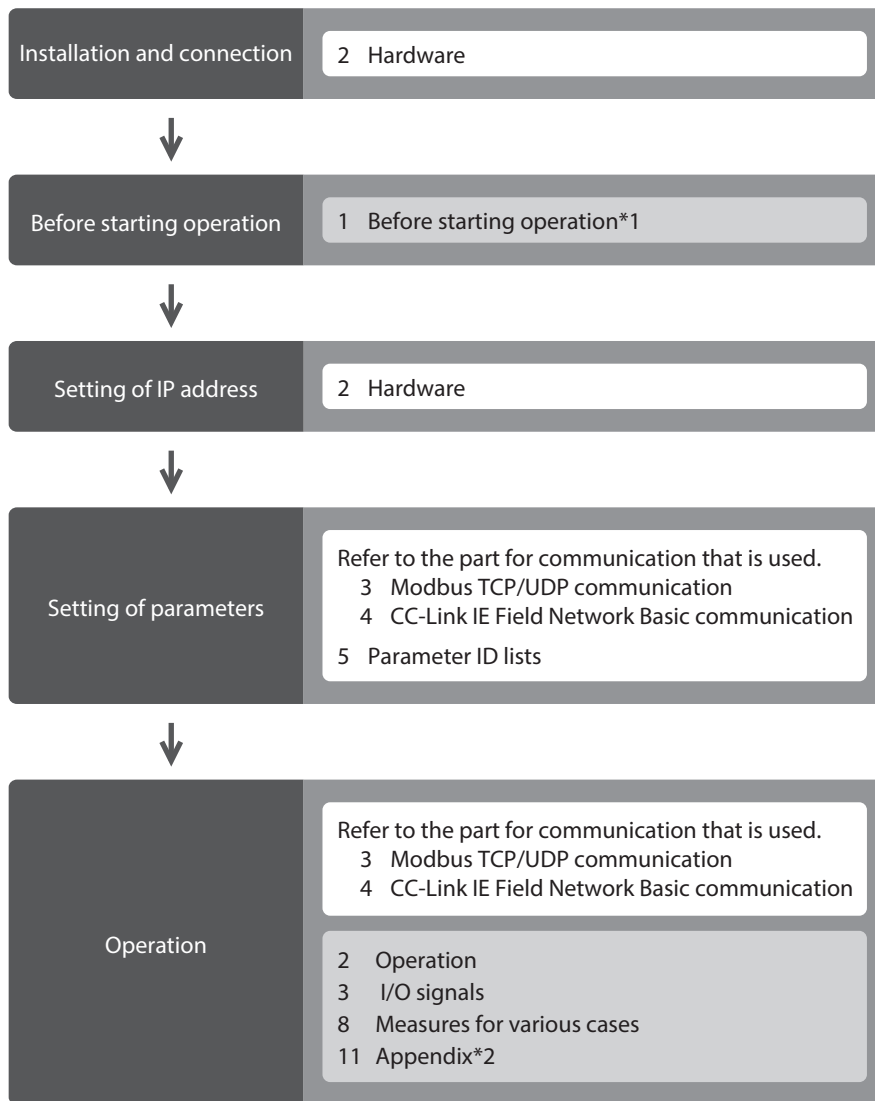 Installation and connection
2 Hardware
Before starting operation
1 Before starting operation*1
Setting of IP address
2 Hardware
Setting of parameters
Refer to the part for communication that is used.
3 Modbus TCP/UDP communication
4 CC-Link IE Field Network Basic communication
5 Parameter ID lists
Operation
Refer to the part for communication that is used.
3 Modbus TCP/UDP communication
4 CC-Link IE Field Network Basic communication
2 Operation
3 I/O signals
8 Measures for various cases
11 Appendix*2